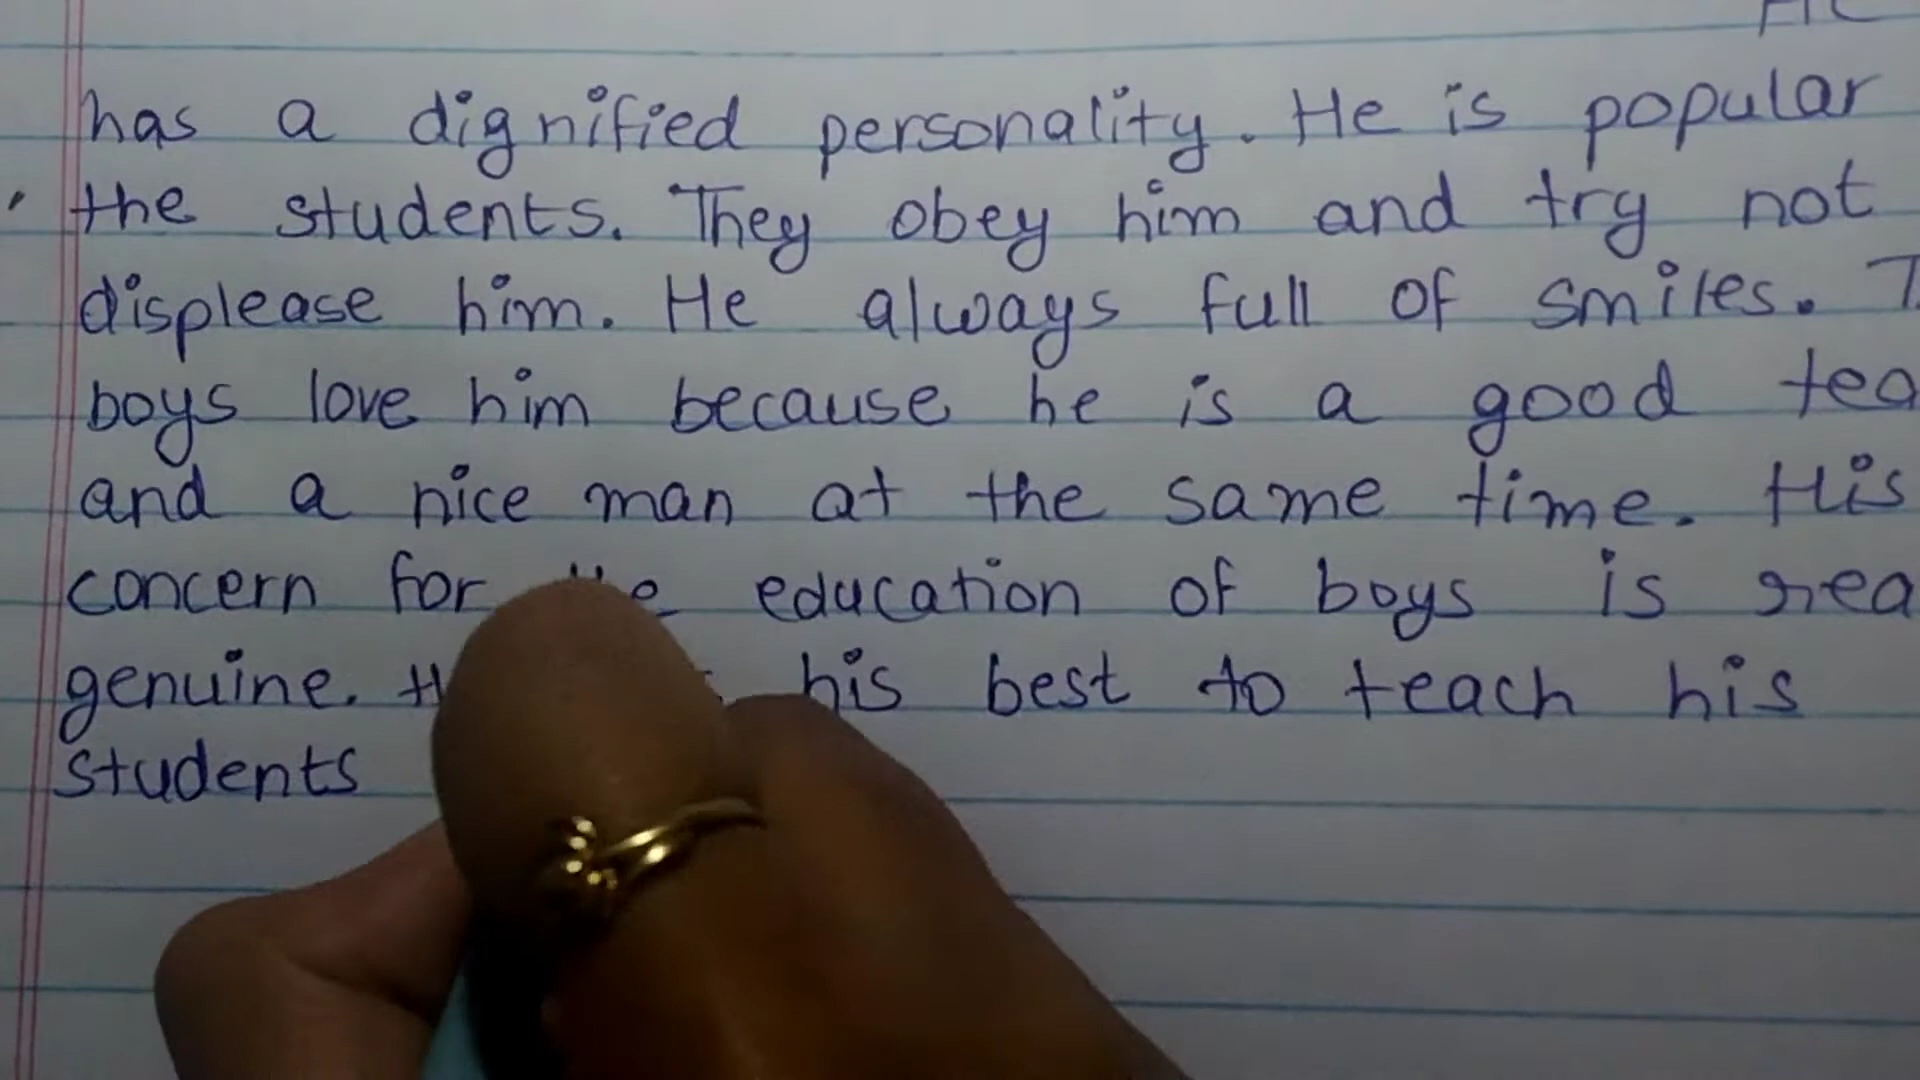 has a dignified personality. He is popular
the students. They obey him and try not
displease him. He always full of smiles.
boys love him because he is a good
and a nice man at the same time. His
concern for education of boys is
genuine. his best to teach his
students